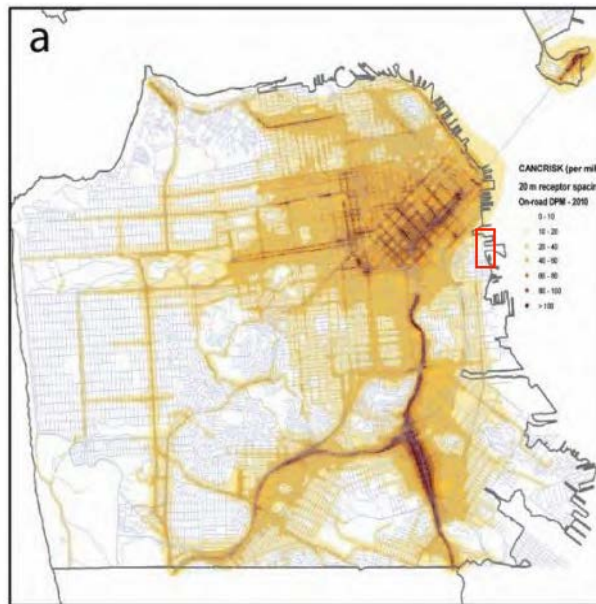 a
CANCRISK (per mil
20 m receptor spacin
On-road DPM - 2010
0 - 10
10 - 20
20 - 40
40 - 60
60 - 80
80 - 100
> 100